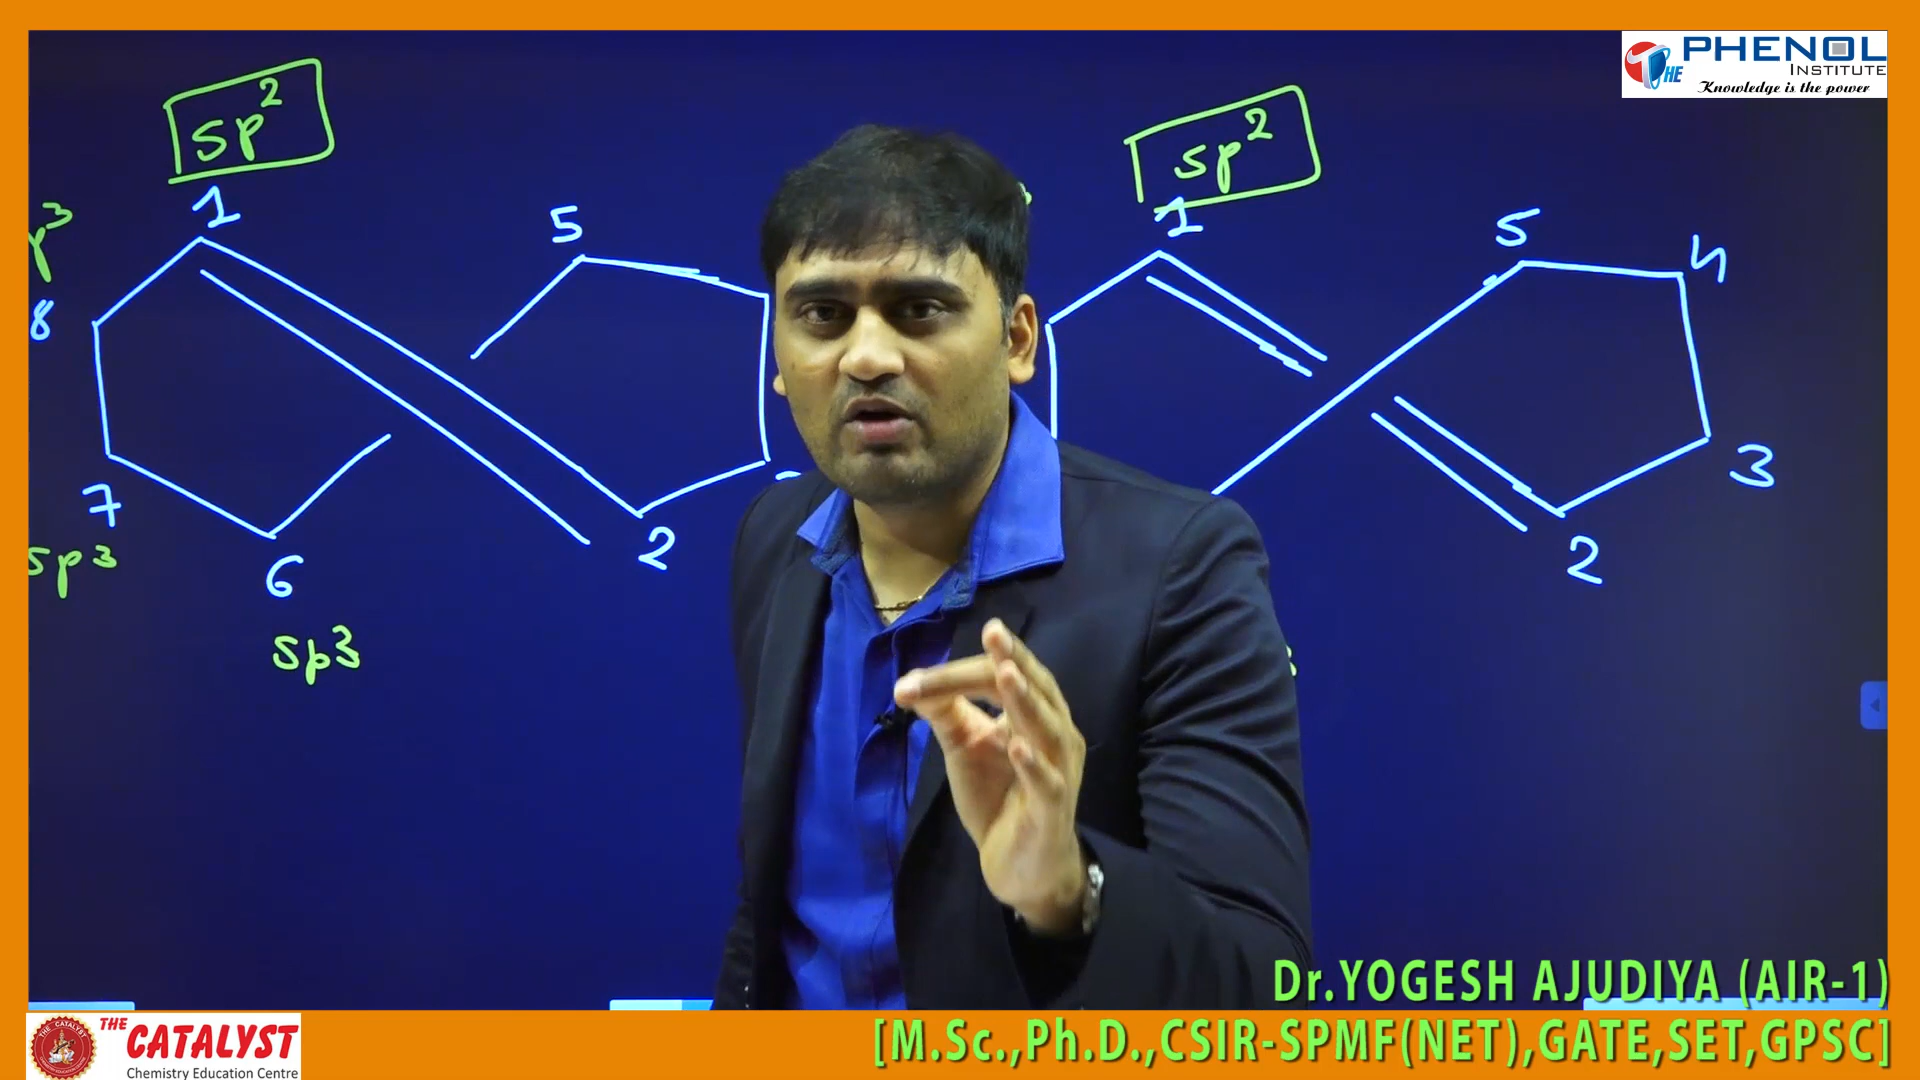 THE PHENOL
INSTITUTE
Knowledge is the power
sp²
sp²
1
5
1
5
4
8
7
3
sp3
6
2
2
sp3
Dr.YOGESH AJUDIYA (AIR-1)
[M.Sc.,Ph.D.,CSIR-SPMF(NET),GATE,SET,GPSC]
THE CATALYST
Chemistry Education Centre